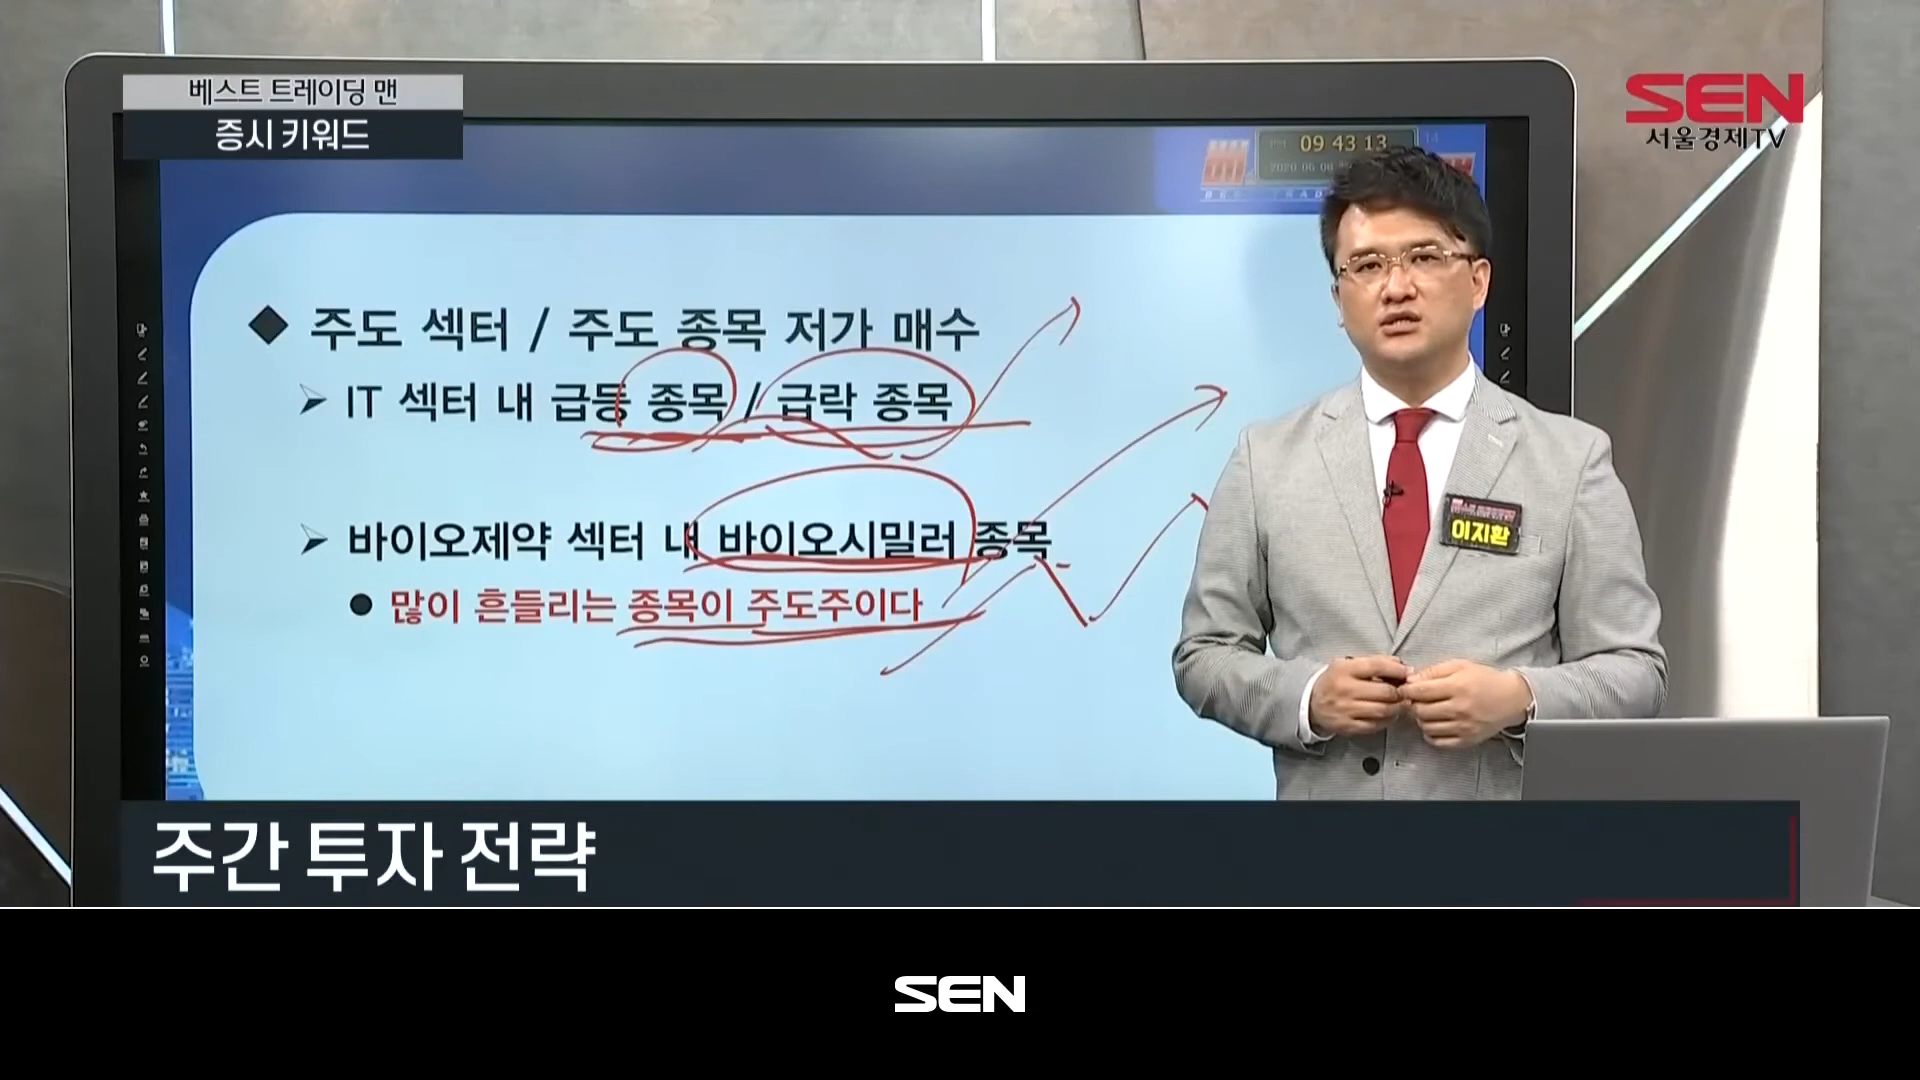 베스트 트레이딩 맨
증시 키워드
SEN
서울경제TV
09 43 13
◆ 주도 섹터 / 주도 종목 저가 매수
➢ IT 섹터 내 급등 종목 / 급락 종목
➢ 바이오제약 섹터 내 바이오시밀러 종목
● 많이 흔들리는 종목이 주도주이다
이지환
주간 투자 전략
SEN